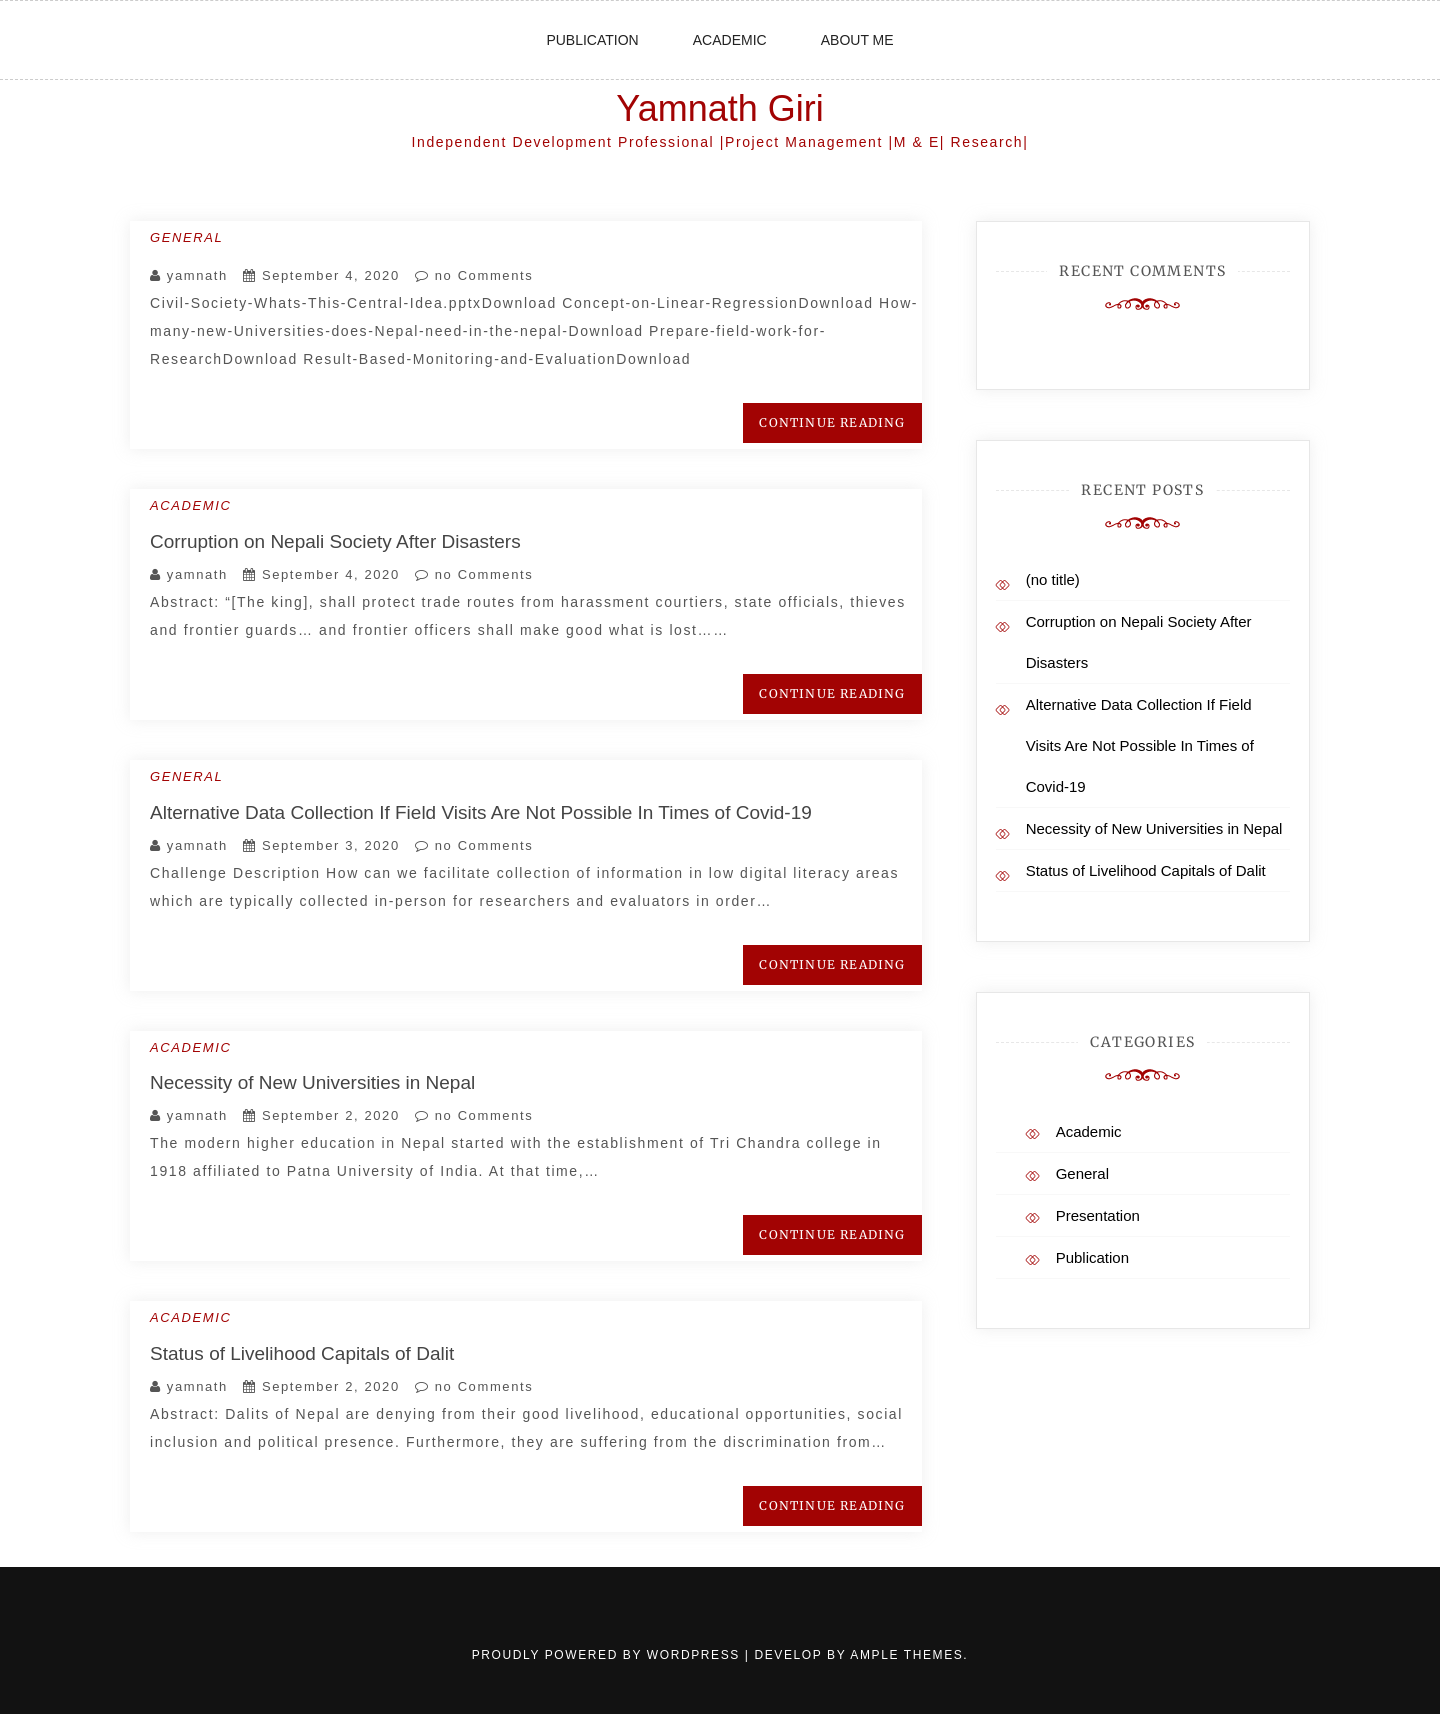 PUBLICATION ACADEMIC ABOUT ME
Yamnath Giri
Independent Development Professional |Project Management |M & E| Research|
GENERAL
yamnath September 4, 2020 no Comments
Civil-Society-Whats-This-Central-Idea.pptxDownload Concept-on-Linear-RegressionDownload How-
many-new-Universities-does-Nepal-need-in-the-nepal-Download Prepare-field-work-for-
ResearchDownload Result-Based-Monitoring-and-EvaluationDownload
CONTINUE READING
ACADEMIC
Corruption on Nepali Society After Disasters
yamnath September 4, 2020 no Comments
Abstract: “[The king], shall protect trade routes from harassment courtiers, state officials, thieves
and frontier guards… and frontier officers shall make good what is lost……
CONTINUE READING
GENERAL
Alternative Data Collection If Field Visits Are Not Possible In Times of Covid-19
yamnath September 3, 2020 no Comments
Challenge Description How can we facilitate collection of information in low digital literacy areas
which are typically collected in-person for researchers and evaluators in order…
CONTINUE READING
ACADEMIC
Necessity of New Universities in Nepal
yamnath September 2, 2020 no Comments
The modern higher education in Nepal started with the establishment of Tri Chandra college in
1918 affiliated to Patna University of India. At that time,…
CONTINUE READING
ACADEMIC
Status of Livelihood Capitals of Dalit
yamnath September 2, 2020 no Comments
Abstract: Dalits of Nepal are denying from their good livelihood, educational opportunities, social
inclusion and political presence. Furthermore, they are suffering from the discrimination from…
CONTINUE READING
RECENT COMMENTS
RECENT POSTS
(no title)
Corruption on Nepali Society After
Disasters
Alternative Data Collection If Field
Visits Are Not Possible In Times of
Covid-19
Necessity of New Universities in Nepal
Status of Livelihood Capitals of Dalit
CATEGORIES
Academic
General
Presentation
Publication
PROUDLY POWERED BY WORDPRESS | DEVELOP BY AMPLE THEMES.